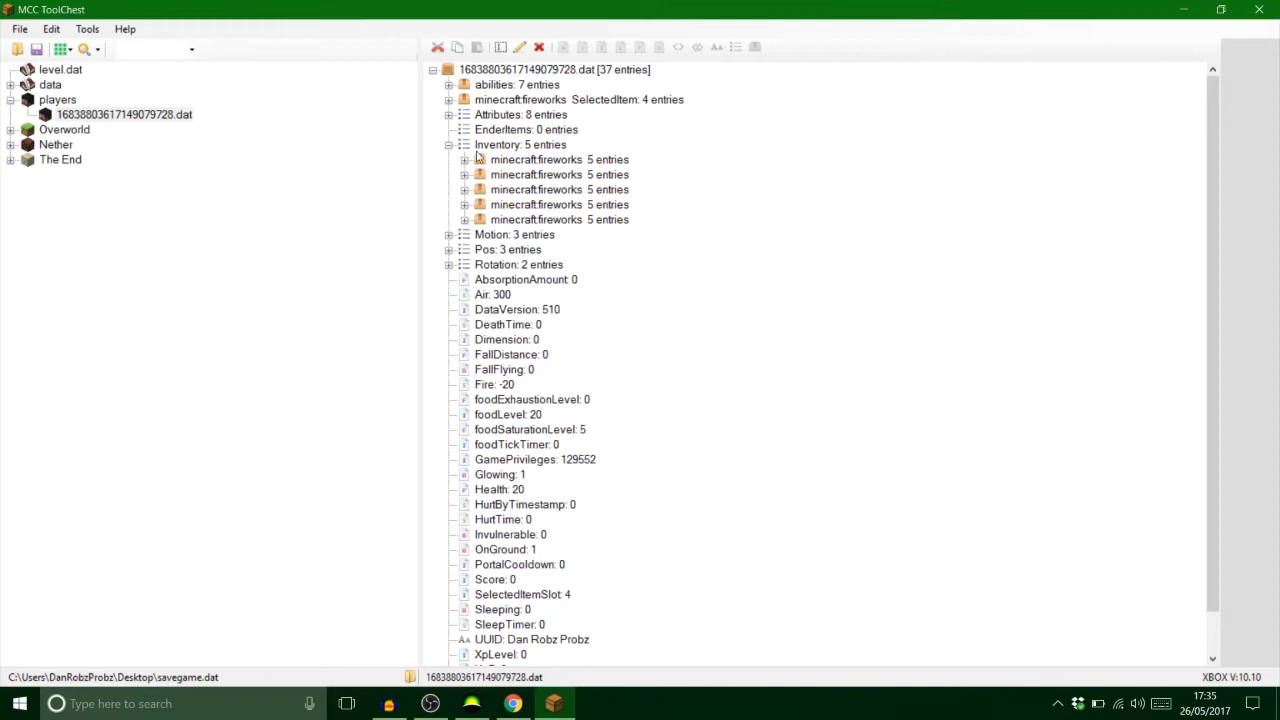 MCC ToolChest
File Edit Tools Help
level.dat
data
players
16838803617149079728.dat
Overworld
Nether
The End
16838803617149079728.dat [37 entries]
abilities: 7 entries
minecraft:fireworks SelectedItem: 4 entries
Attributes: 8 entries
EnderItems: 0 entries
Inventory: 5 entries
minecraft:fireworks 5 entries
minecraft:fireworks 5 entries
minecraft:fireworks 5 entries
minecraft:fireworks 5 entries
minecraft:fireworks 5 entries
Motion: 3 entries
Pos: 3 entries
Rotation: 2 entries
AbsorptionAmount: 0
Air: 300
DataVersion: 510
DeathTime: 0
Dimension: 0
FallDistance: 0
FallFlying: 0
Fire: -20
foodExhaustionLevel: 0
foodLevel: 20
foodSaturationLevel: 5
foodTickTimer: 0
GamePrivileges: 129552
Glowing: 1
Health: 20
HurtByTimestamp: 0
HurtTime: 0
Invulnerable: 0
OnGround: 1
PortalCooldown: 0
Score: 0
SelectedItemSlot: 4
Sleeping: 0
SleepTimer: 0
UUID: Dan Robz Probz
XpLevel: 0
C:\Users\DanRobzProbz\Desktop\savegame.dat
16838803617149079728.dat
XBOX V:10.10
Type here to search
17:35
26/05/2017